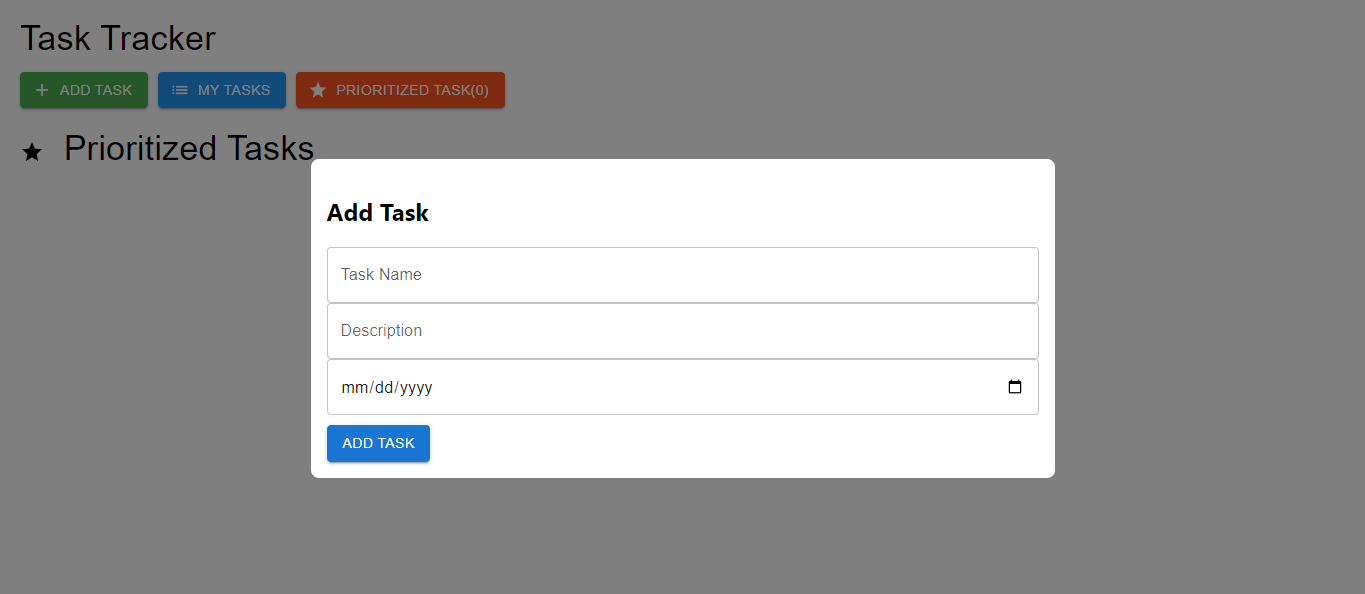 Task Tracker
ADD TASK
MY TASKS
PRIORITIZED TASK(0)
Prioritized Tasks
Add Task
Task Name
Description
mm/dd/yyyy
ADD TASK